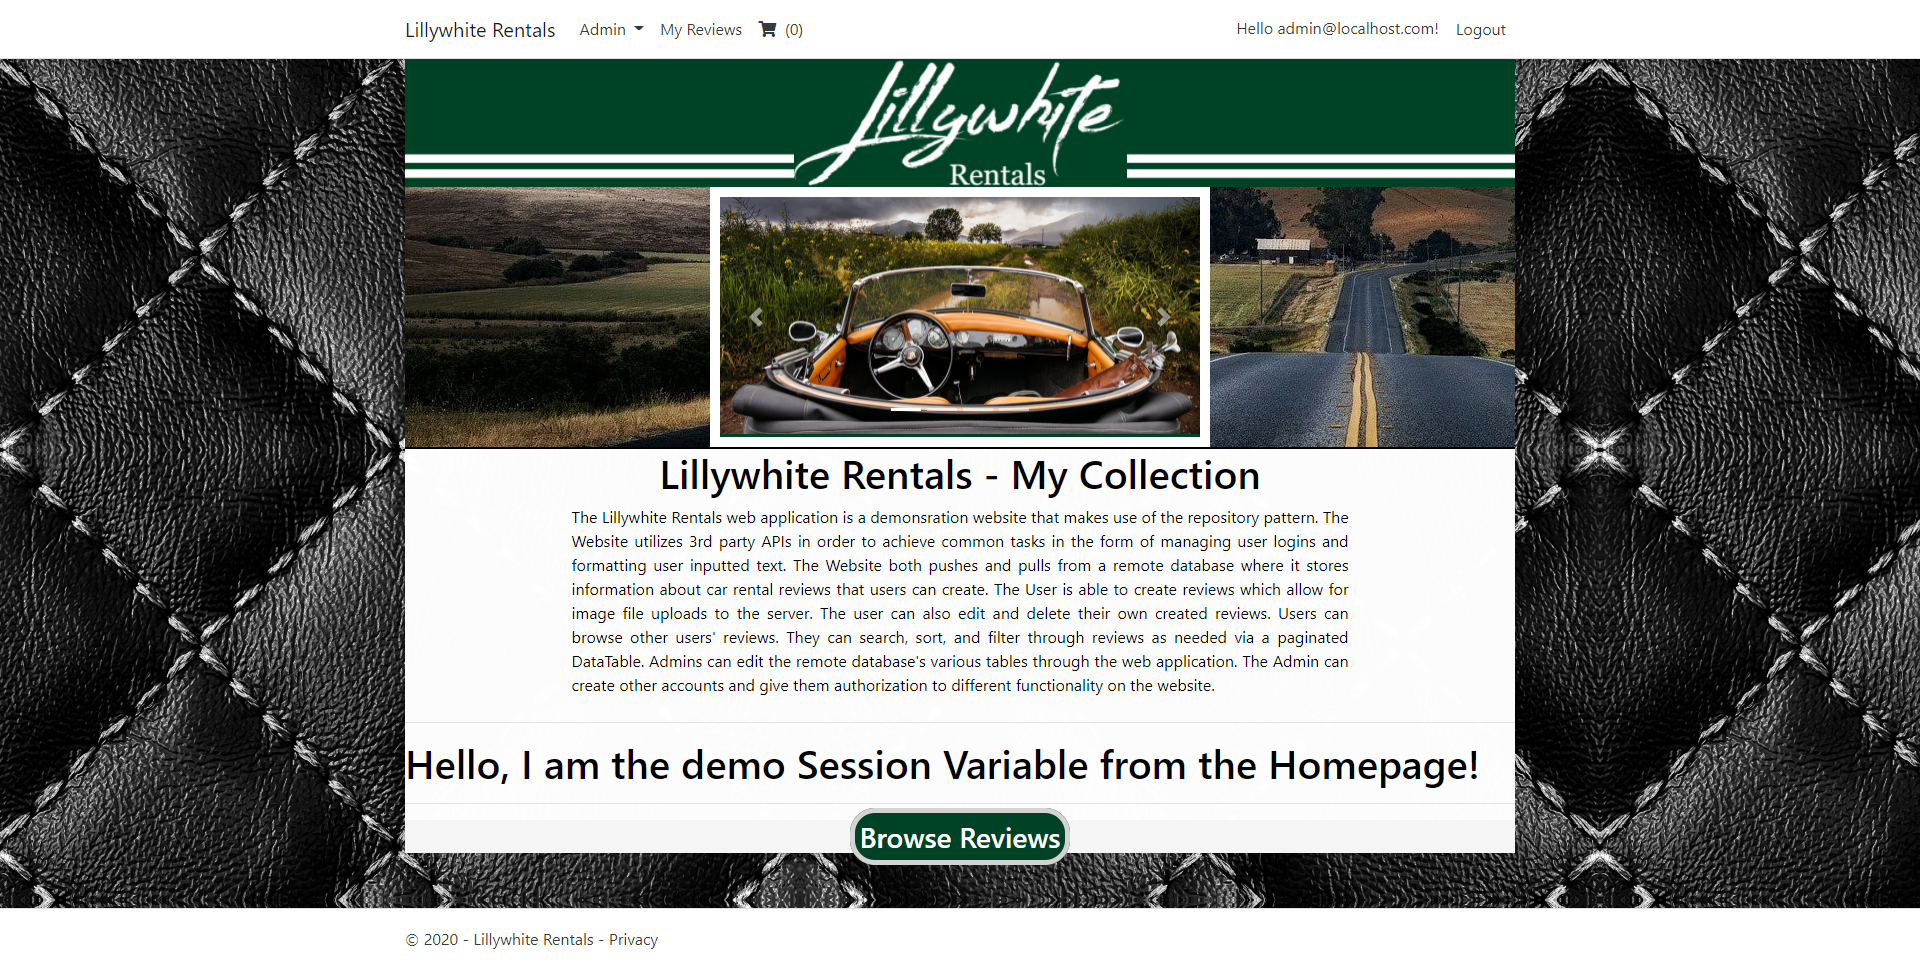 Lillywhite Rentals Admin My Reviews (0) Hello admin@localhost.com! Logout
Lillywhite
Rentals
Lillywhite Rentals - My Collection
The Lillywhite Rentals web application is a demonsration website that makes use of the repository pattern. The
Website utilizes 3rd party APIs in order to achieve common tasks in the form of managing user logins and
formatting user inputted text. The Website both pushes and pulls from a remote database where it stores
information about car rental reviews that users can create. The User is able to create reviews which allow for
image file uploads to the server. The user can also edit and delete their own created reviews. Users can
browse other users' reviews. They can search, sort, and filter through reviews as needed via a paginated
DataTable. Admins can edit the remote database's various tables through the web application. The Admin can
create other accounts and give them authorization to different functionality on the website.
Hello, I am the demo Session Variable from the Homepage!
Browse Reviews
© 2020 - Lillywhite Rentals - Privacy